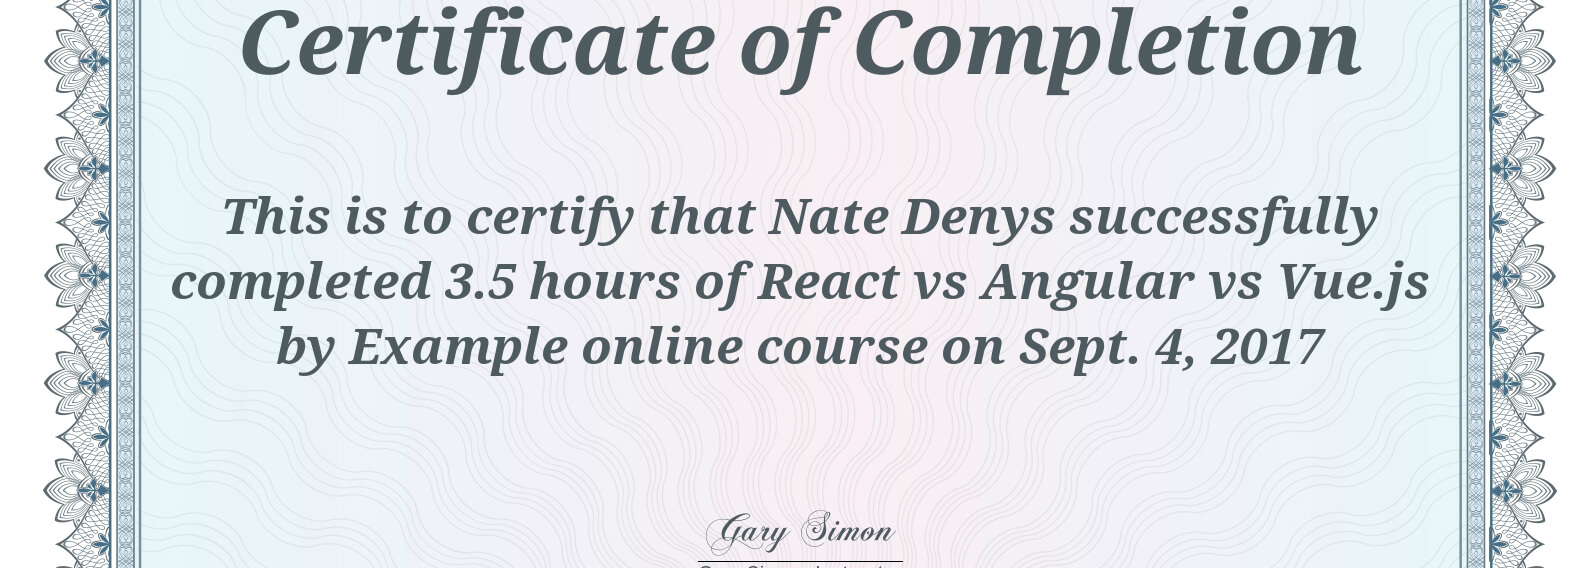 Certificate of Completion
This is to certify that Nate Denys successfully
completed 3.5 hours of React vs Angular vs Vue.js
by Example online course on Sept. 4, 2017
Gary Simon